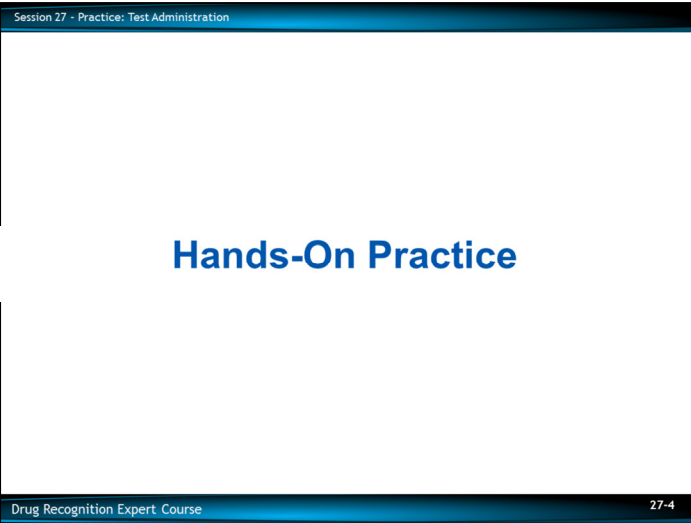 Session 27 - Practice: Test Administration
Hands-On Practice
Drug Recognition Expert Course
27-4